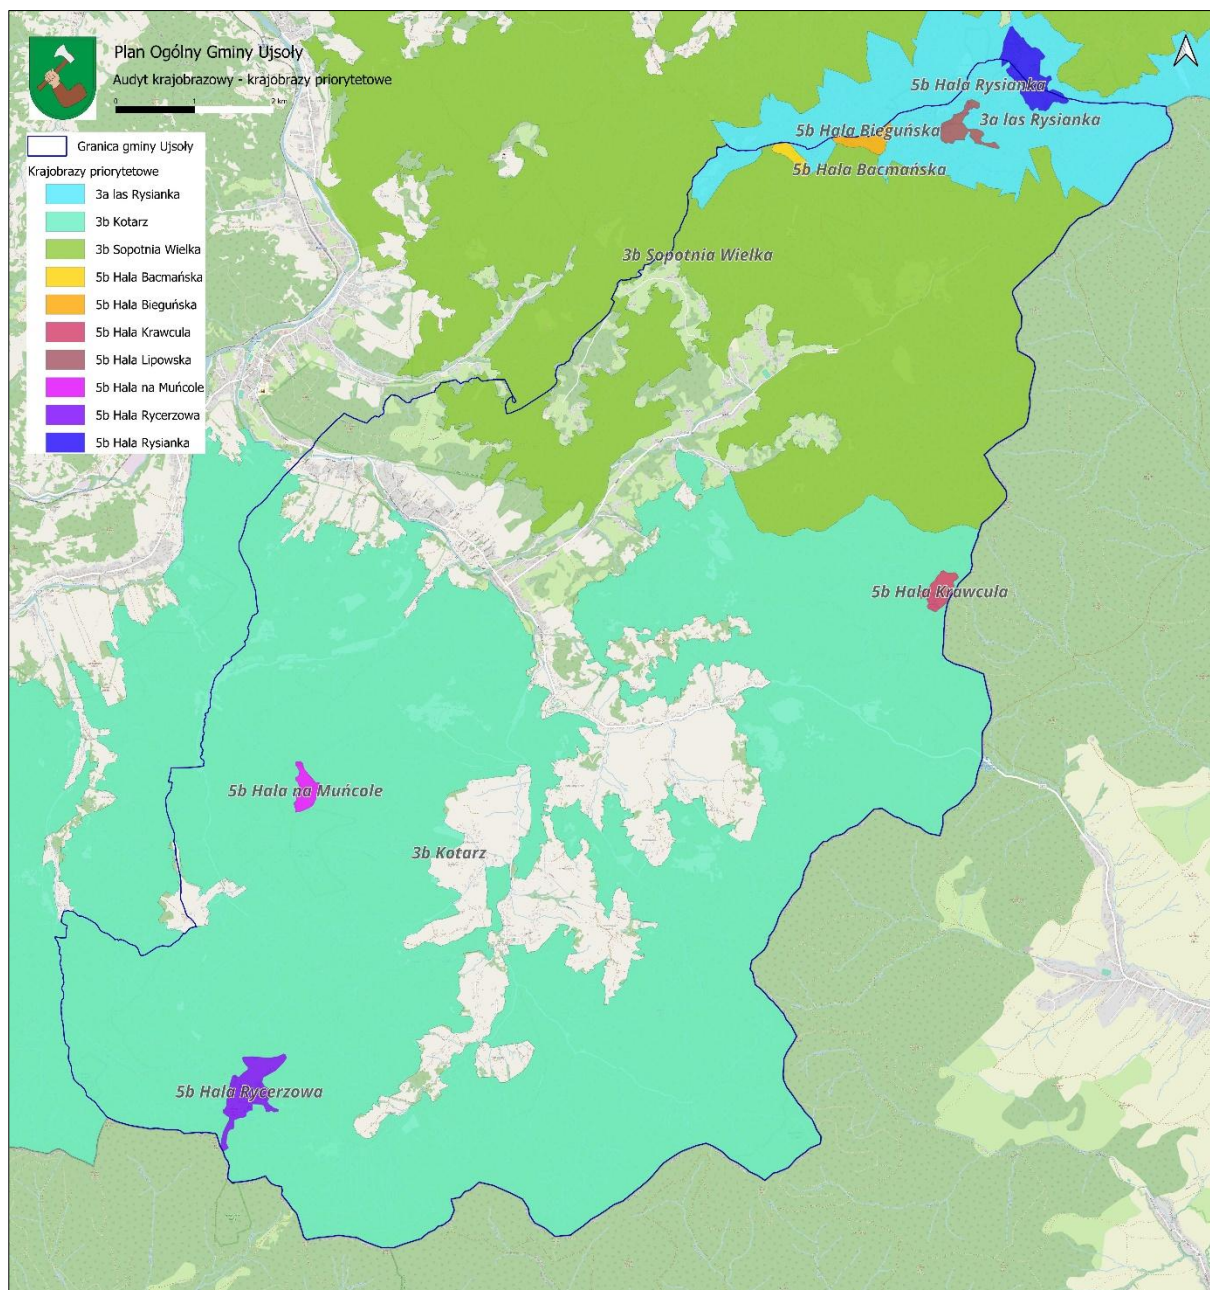 Plan Ogólny Gminy Ujsoły
Audyt krajobrazowy - krajobrazy priorytetowe
0 1 2 km
Granica gminy Ujsoły
Krajobrazy priorytetowe
3a las Rysianka
3b Kotarz
3b Sopotnia Wielka
5b Hala Bacmańska
5b Hala Bieguńska
5b Hala Krawcula
5b Hala Lipowska
5b Hala na Muńcole
5b Hala Rycerzowa
5b Hala Rysianka
5b Hala Rysianka
3a las Rysianka
5b Hala Bieguńska
5b Hala Bacmańska
3b Sopotnia Wielka
5b Hala Krawcula
5b Hala na Muńcole
3b Kotarz
5b Hala Rycerzowa